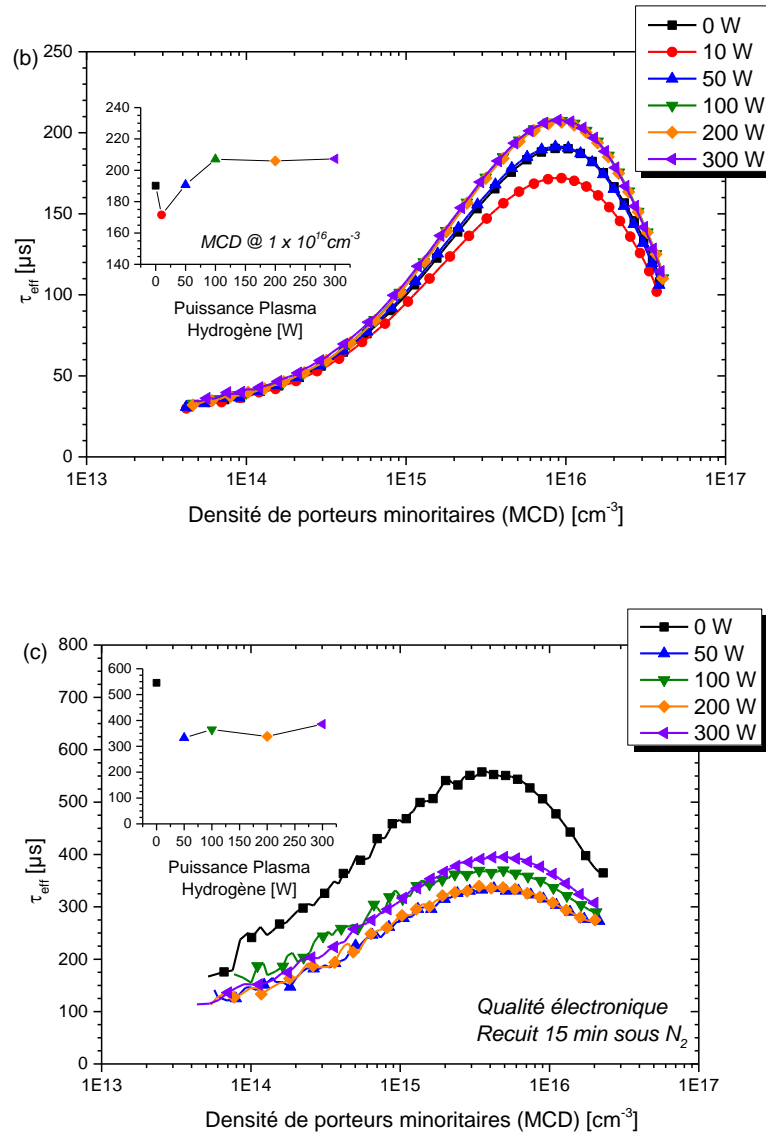 (b)
0 W
10 W
50 W
100 W
200 W
300 W
250
200
150
100
50
0
τeff [µs]
240
220
200
180
160
140
0 50 100 150 200 250 300
MCD @ 1 x 10^16 cm^-3
Puissance Plasma
Hydrogène [W]
1E13 1E14 1E15 1E16 1E17
Densité de porteurs minoritaires (MCD) [cm^-3]
(c)
0 W
50 W
100 W
200 W
300 W
800
700
600
500
400
300
200
100
0
τeff [µs]
600
500
400
300
200
100
0
0 50 100 150 200 250 300
Puissance Plasma
Hydrogène [W]
Qualité électronique
Recuit 15 min sous N2
1E13 1E14 1E15 1E16 1E17
Densité de porteurs minoritaires (MCD) [cm^-3]